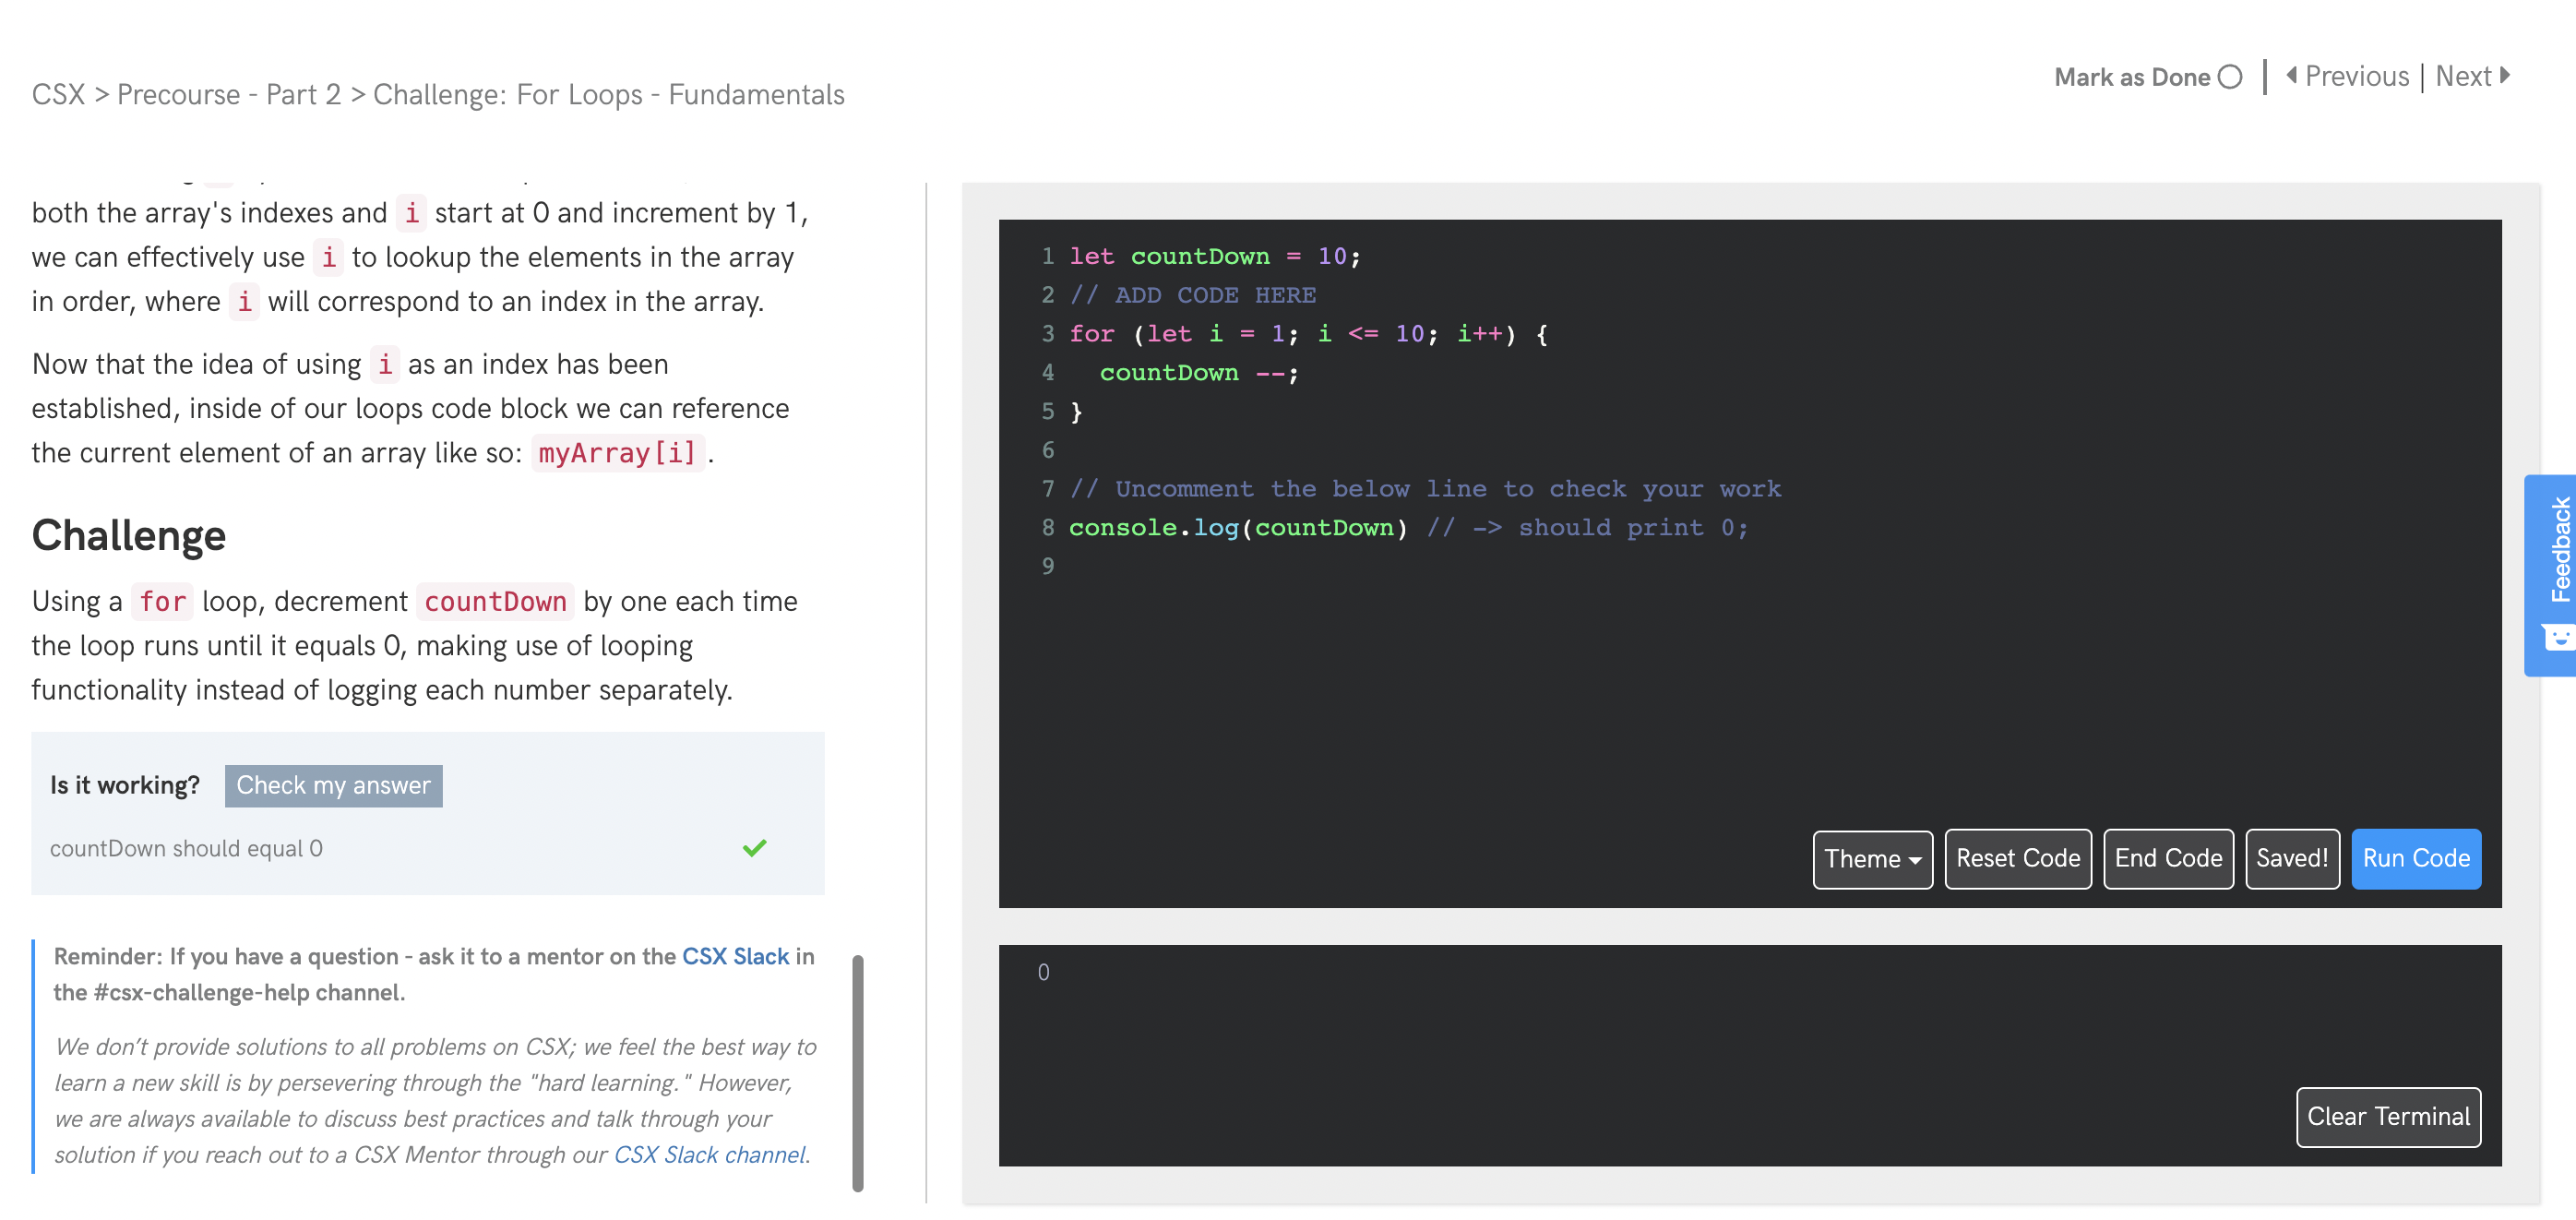 CSX > Precourse - Part 2 > Challenge: For Loops - Fundamentals
Mark as Done
Previous | Next
both the array's indexes and i start at 0 and increment by 1,
we can effectively use i to lookup the elements in the array
in order, where i will correspond to an index in the array.
Now that the idea of using i as an index has been
established, inside of our loops code block we can reference
the current element of an array like so: myArray[i].
Challenge
Using a for loop, decrement countDown by one each time
the loop runs until it equals 0, making use of looping
functionality instead of logging each number separately.
Is it working? Check my answer
countDown should equal 0
Reminder: If you have a question - ask it to a mentor on the CSX Slack in
the #csx-challenge-help channel.
We don’t provide solutions to all problems on CSX; we feel the best way to
learn a new skill is by persevering through the "hard learning." However,
we are always available to discuss best practices and talk through your
solution if you reach out to a CSX Mentor through our CSX Slack channel.
1 let countDown = 10;
2 // ADD CODE HERE
3 for (let i = 1; i <= 10; i++) {
4   countDown --;
5 }
6
7 // Uncomment the below line to check your work
8 console.log(countDown) // -> should print 0;
9
Theme Reset Code End Code Saved! Run Code
0
Clear Terminal
Feedback